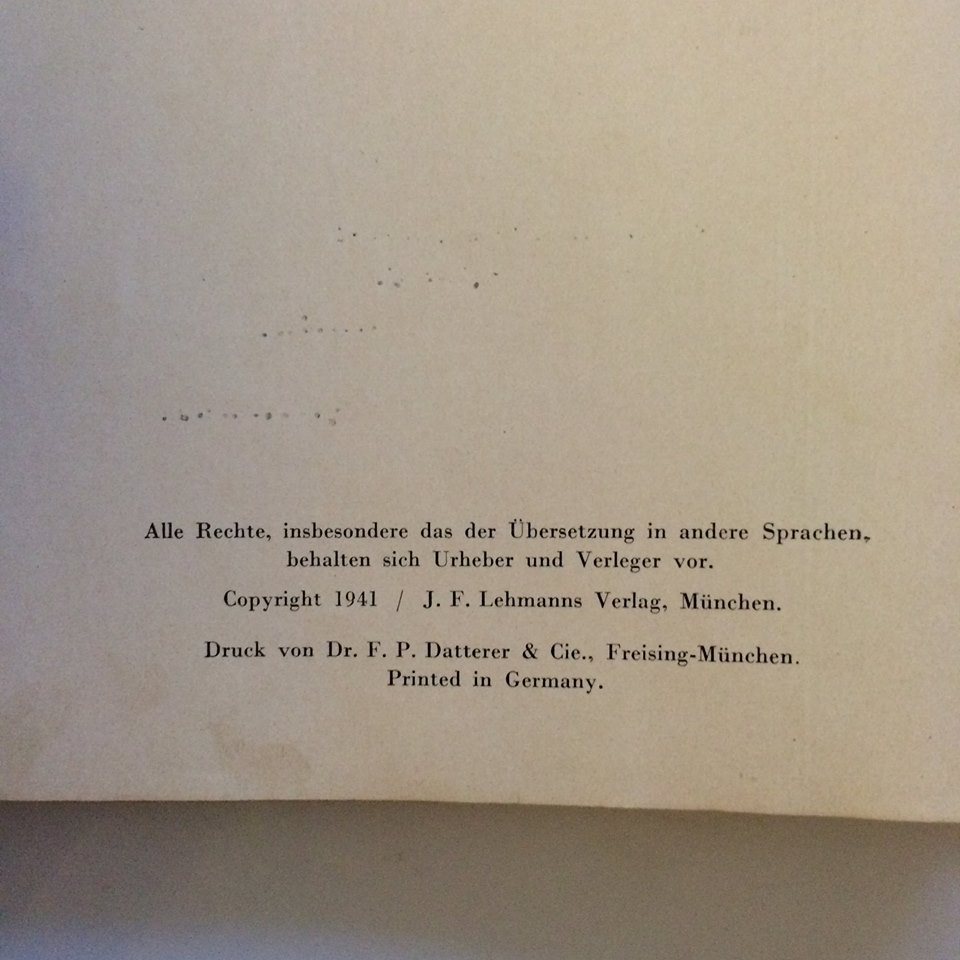 Alle Rechte, insbesondere das der Übersetzung in andere Sprachen,
behalten sich Urheber und Verleger vor.
Copyright 1941 / J. F. Lehmanns Verlag, München.
Druck von Dr. F. P. Datterer & Cie., Freising-München.
Printed in Germany.